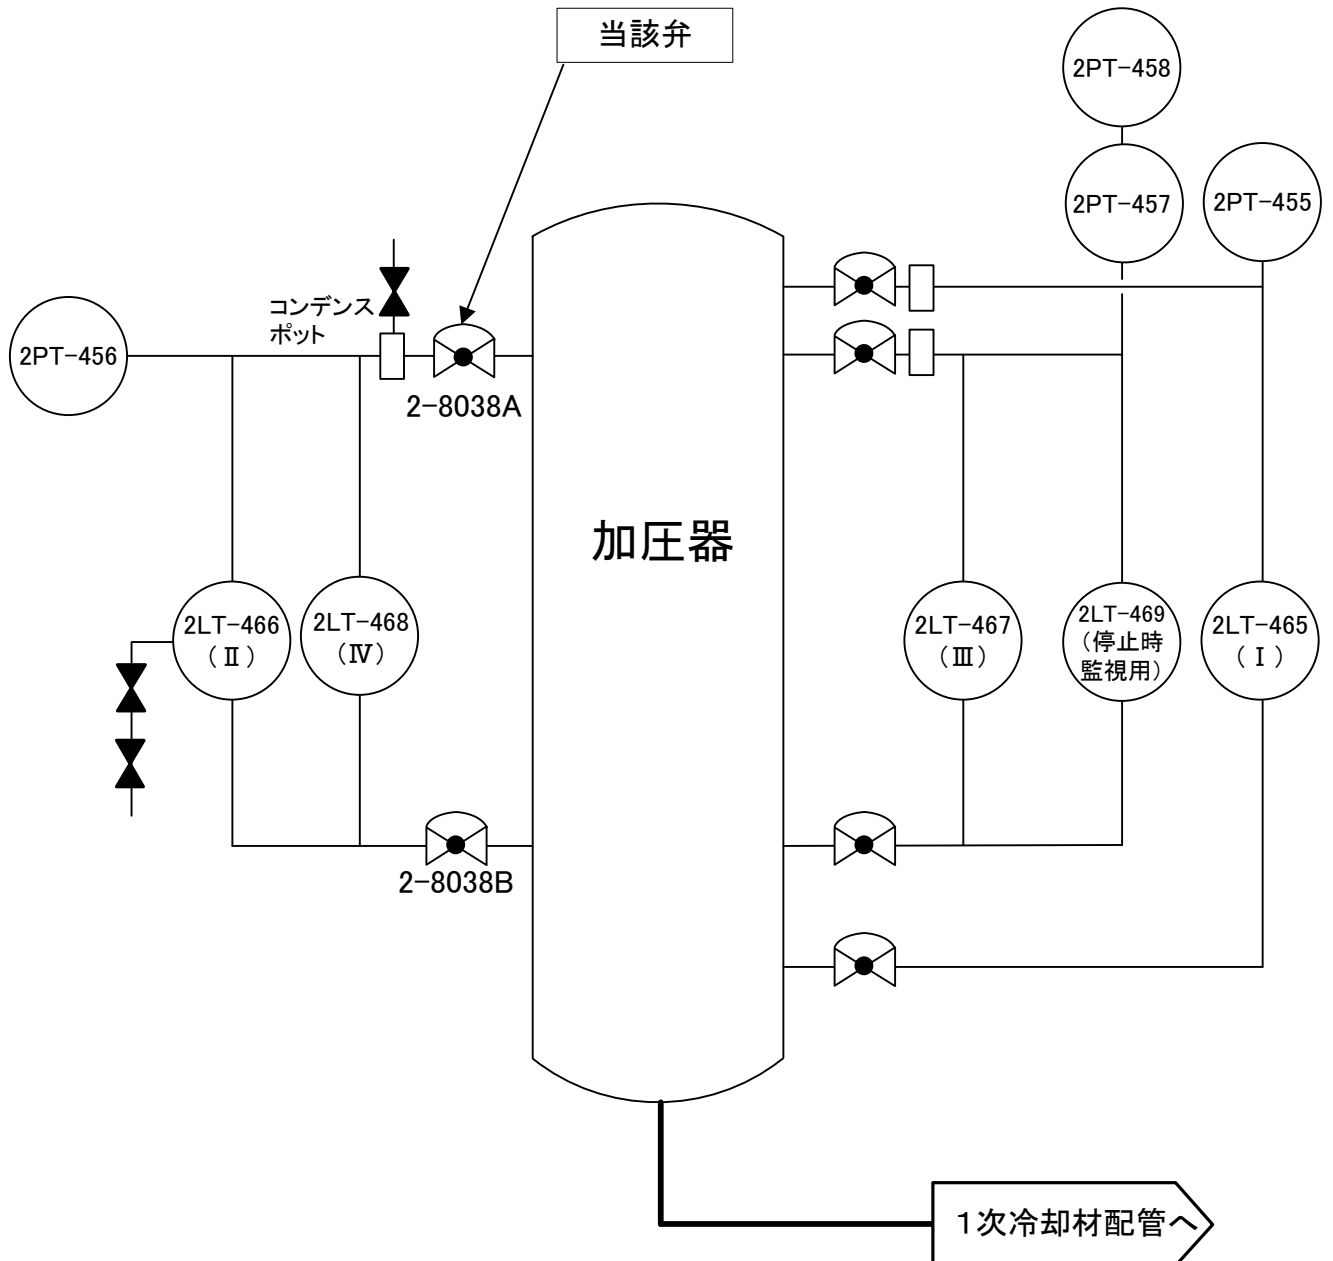 当該弁
2PT-458
2PT-457
2PT-455
コンデンス
ポット
2PT-456
2-8038A
加圧器
2LT-466
（Ⅱ）
2LT-468
（Ⅳ）
2LT-467
（Ⅲ）
2LT-469
（停止時
監視用）
2LT-465
（Ⅰ）
2-8038B
1次冷却材配管へ